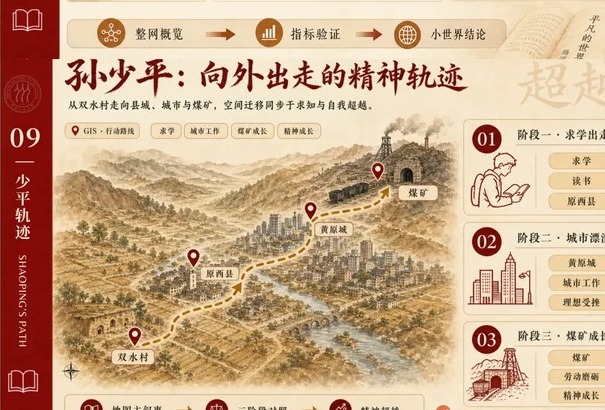 整网概览
指标验证
小世界结论
平凡的世界
孙少平：向外出走的精神轨迹
从双水村走向县城、城市与煤矿，空间迁移同步于求知与自我超越。
超越
GIS · 行动路线
求学
城市工作
煤矿成长
精神成长
09
少平轨迹
SHAOPING'S PATH
煤矿
黄原城
原西县
双水村
01
阶段一 · 求学出走
求学
读书
原西县
02
阶段二 · 城市漂
黄原城
城市工作
理想受挫
03
阶段三 · 煤矿成长
煤矿
劳动磨砺
精神成长